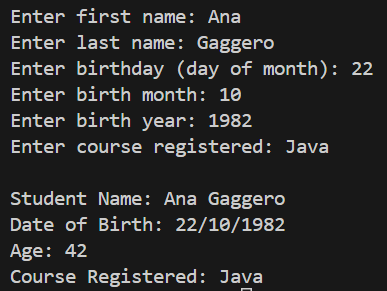 Enter first name: Ana
Enter last name: Gaggero
Enter birthday (day of month): 22
Enter birth month: 10
Enter birth year: 1982
Enter course registered: Java
Student Name: Ana Gaggero
Date of Birth: 22/10/1982
Age: 42
Course Registered: Java